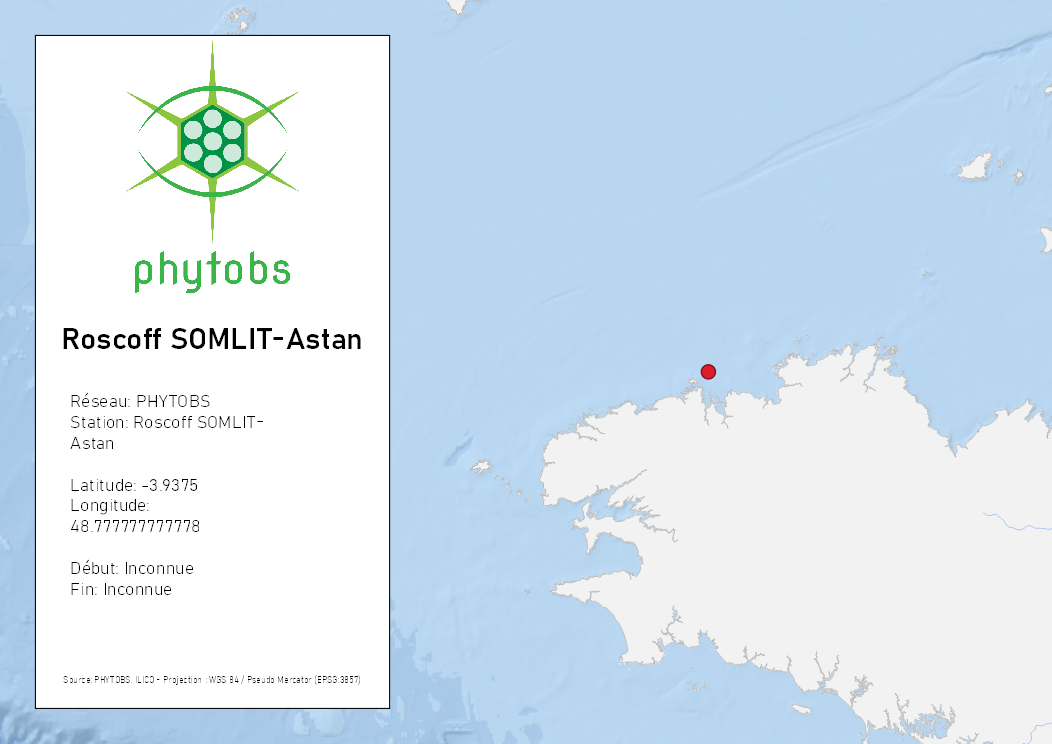 phytobs
Roscoff SOMLIT-Astan
Réseau: PHYTOBS
Station: Roscoff SOMLIT-
Astan
Latitude: -3.9375
Longitude:
48.777777777778
Début: Inconnue
Fin: Inconnue
Source: PHYTOBS, ILICO - Projection : WGS 84 / Pseudo Mercator (EPSG:3857)